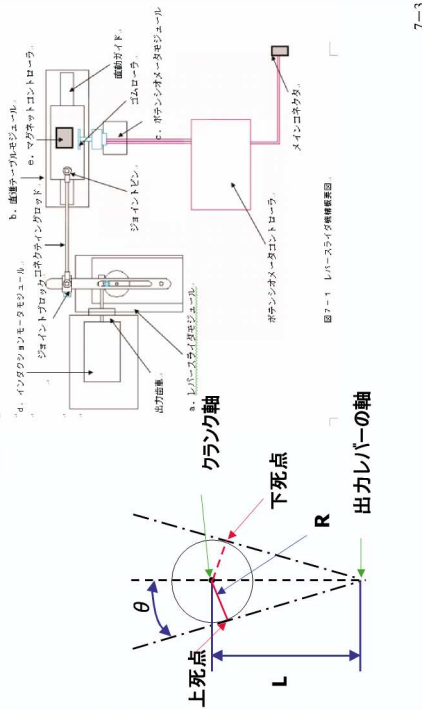 d. インダクションモータモジュール
ジョイントブロック
コネクティングロッド
b. 直進テーブルモジュール
e. マグネットコントローラ
直動ガイド
ゴムローラ
c. ポテンシオメータモジュール
ジョイントピン
出力歯車
a. レバースライダモジュール
ポテンシオメータコントローラ
メインコネクタ
図7-1 レバースライダ機構概要図
θ
クランク軸
上死点
下死点
R
L
出力レバーの軸
7-3